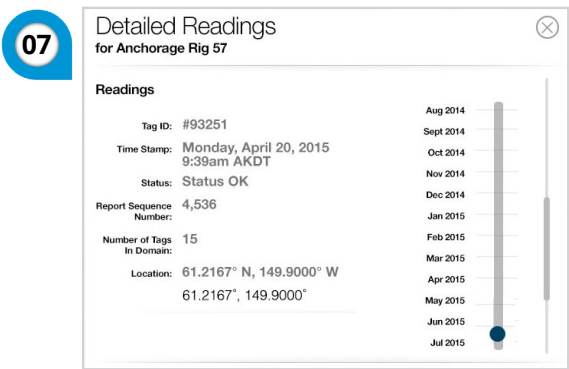 07
Detailed Readings
for Anchorage Rig 57
Readings
Tag ID: #93251
Time Stamp: Monday, April 20, 2015
9:39am AKDT
Status: Status OK
Report Sequence
Number: 4,536
Number of Tags
In Domain: 15
Location: 61.2167° N, 149.9000° W
61.2167°, 149.9000°
Aug 2014
Sept 2014
Oct 2014
Nov 2014
Dec 2014
Jan 2015
Feb 2015
Mar 2015
Apr 2015
May 2015
Jun 2015
Jul 2015